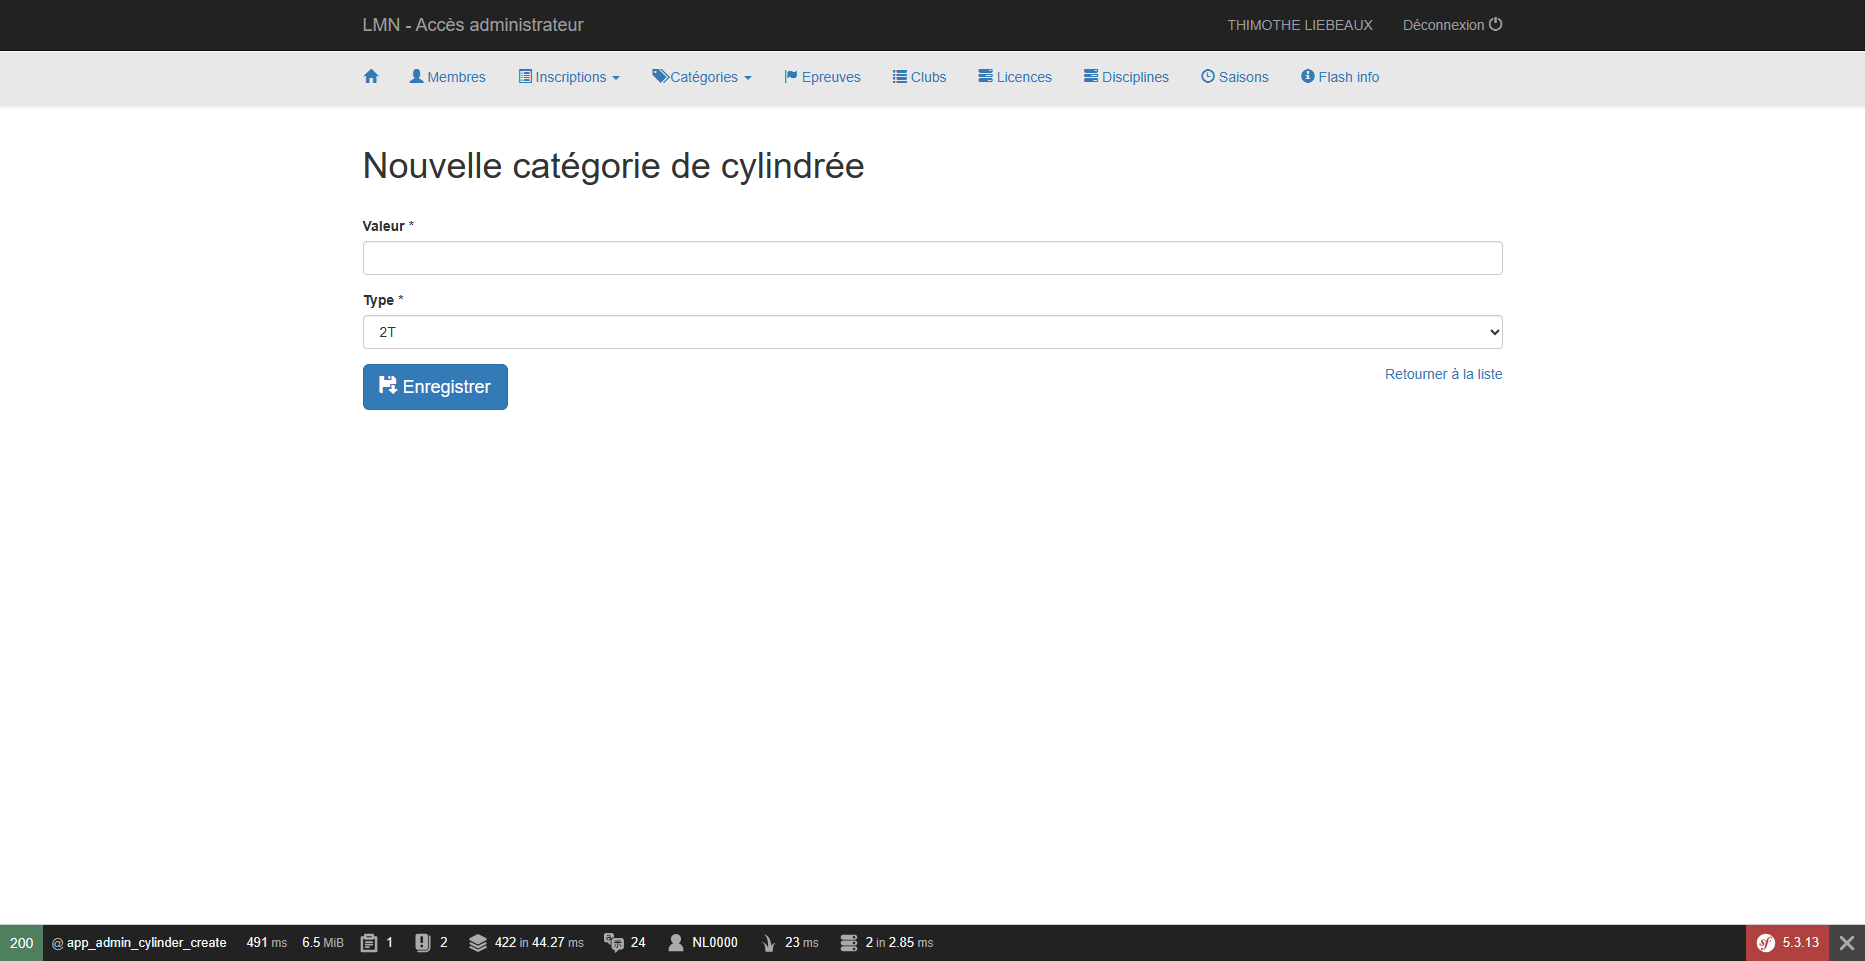 LMN - Accès administrateur THIMOTHE LIEBEAUX Déconnexion
Membres Inscriptions Catégories Epreuves Clubs Licences Disciplines Saisons Flash info
Nouvelle catégorie de cylindrée
Valeur *
Type *
2T
Enregistrer Retourner à la liste
200 @ app_admin_cylinder_create 491 ms 6.5 MiB 1 2 422 in 44.27 ms 24 NL0000 23 ms 2 in 2.85 ms sf 5.3.13